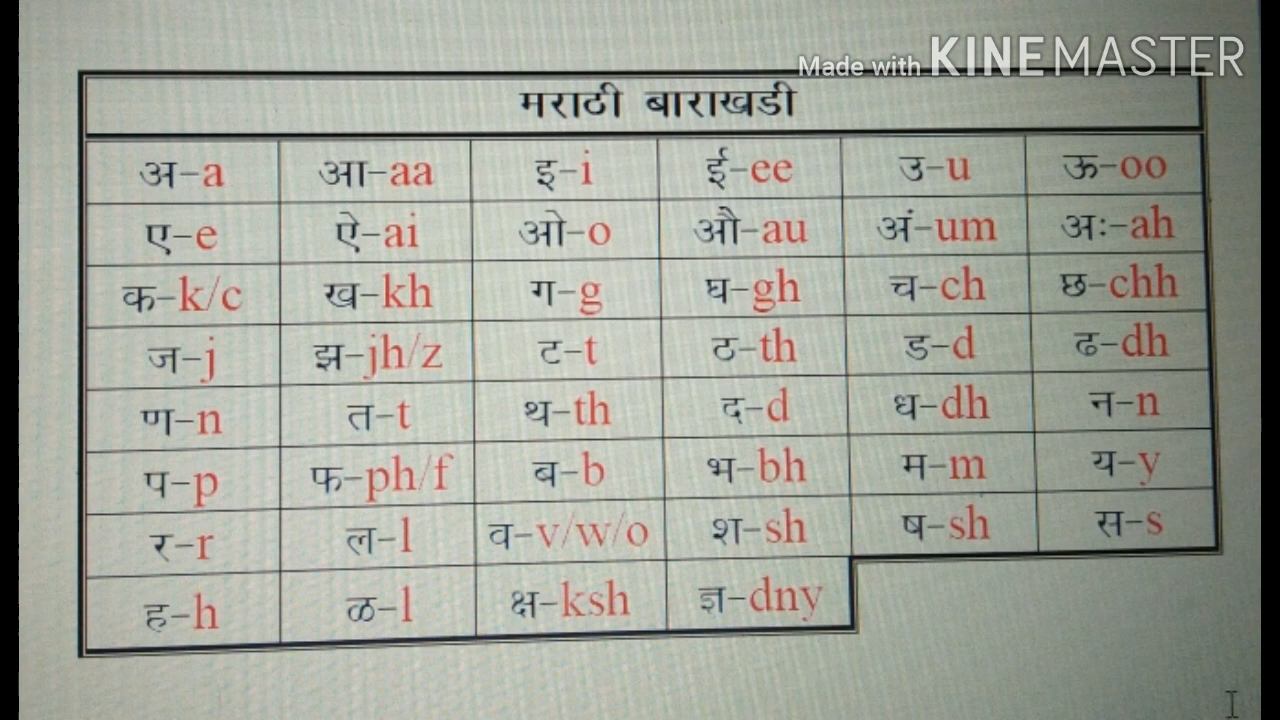 Made with KINEMASTER
मराठी बाराखडी
अ-a आ-aa इ-i ई-ee उ-u ऊ-oo
ए-e ऐ-ai ओ-o औ-au अं-um अः-ah
क-k/c ख-kh ग-g घ-gh च-ch छ-chh
ज-j झ-jh/z ट-t ठ-th ड-d ढ-dh
ण-n त-t थ-th द-d ध-dh न-n
प-p फ-ph/f ब-b भ-bh म-m य-y
र-r ल-l व-v/w/o श-sh ष-sh स-s
ह-h ळ-l क्ष-ksh ज्ञ-dny